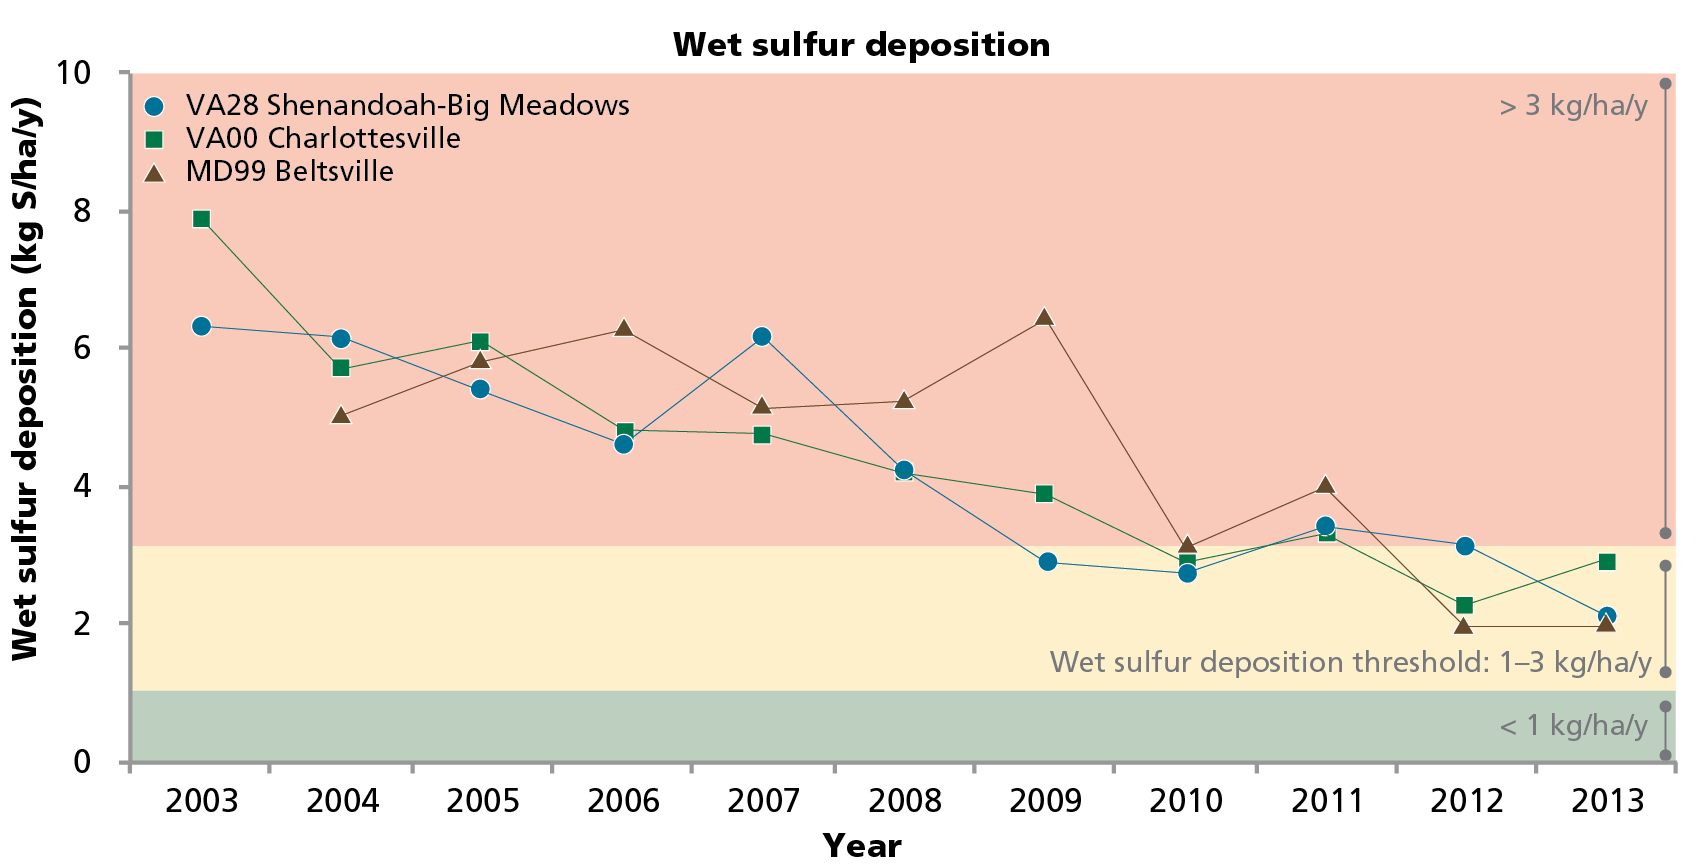 Wet sulfur deposition
Wet sulfur deposition (kg S/ha/y)
10
8
6
4
2
0
VA28 Shenandoah-Big Meadows
VA00 Charlottesville
MD99 Beltsville
> 3 kg/ha/y
Wet sulfur deposition threshold: 1–3 kg/ha/y
< 1 kg/ha/y
2003 2004 2005 2006 2007 2008 2009 2010 2011 2012 2013
Year